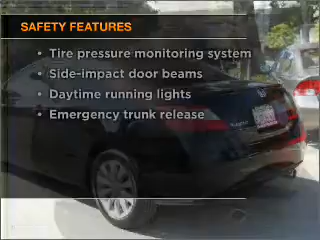 SAFETY FEATURES
• Tire pressure monitoring system
• Side-impact door beams
• Daytime running lights
• Emergency trunk release